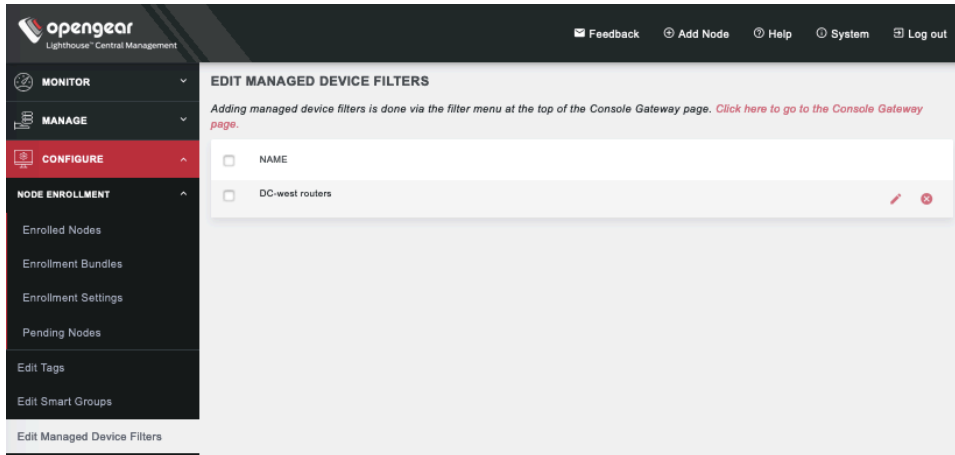 opengear
Lighthouse™ Central Management
Feedback
Add Node
Help
System
Log out
MONITOR
MANAGE
CONFIGURE
NODE ENROLLMENT
Enrolled Nodes
Enrollment Bundles
Enrollment Settings
Pending Nodes
Edit Tags
Edit Smart Groups
Edit Managed Device Filters
EDIT MANAGED DEVICE FILTERS
Adding managed device filters is done via the filter menu at the top of the Console Gateway page. Click here to go to the Console Gateway
page.
NAME
DC-west routers